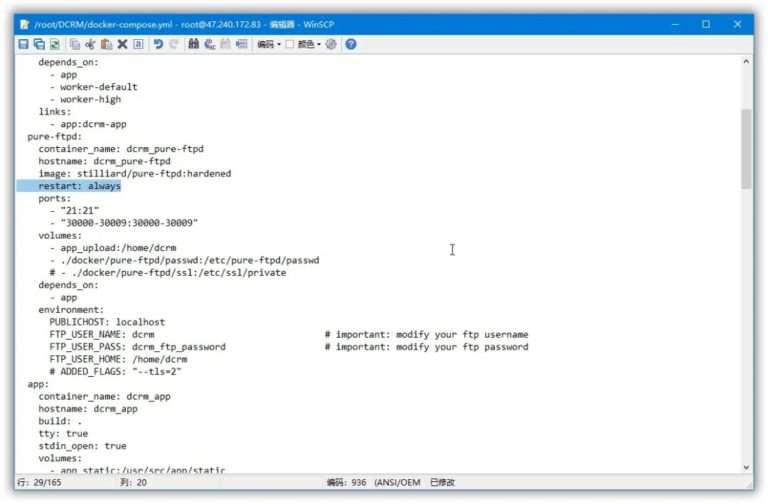 /root/DCRM/docker-compose.yml - root@47.240.172.83 - 编辑器 - WinSCP
编码 颜色
depends_on:
- app
- worker-default
- worker-high
links:
- app:dcrm-app
pure-ftpd:
container_name: dcrm_pure-ftpd
hostname: dcrm_pure-ftpd
image: stilliard/pure-ftpd:hardened
restart: always
ports:
- "21:21"
- "30000-30009:30000-30009"
volumes:
- app_upload:/home/dcrm
- ./docker/pure-ftpd/passwd:/etc/pure-ftpd/passwd
# - ./docker/pure-ftpd/ssl:/etc/ssl/private
depends_on:
- app
environment:
PUBLICHOST: localhost
FTP_USER_NAME: dcrm # important: modify your ftp username
FTP_USER_PASS: dcrm_ftp_password # important: modify your ftp password
FTP_USER_HOME: /home/dcrm
# ADDED_FLAGS: "--tls=2"
app:
container_name: dcrm_app
hostname: dcrm_app
build: .
tty: true
stdin_open: true
volumes:
- app_static:/usr/src/app/static
行: 29/165 列: 20 编码: 936 (ANSI/OEM 已修改